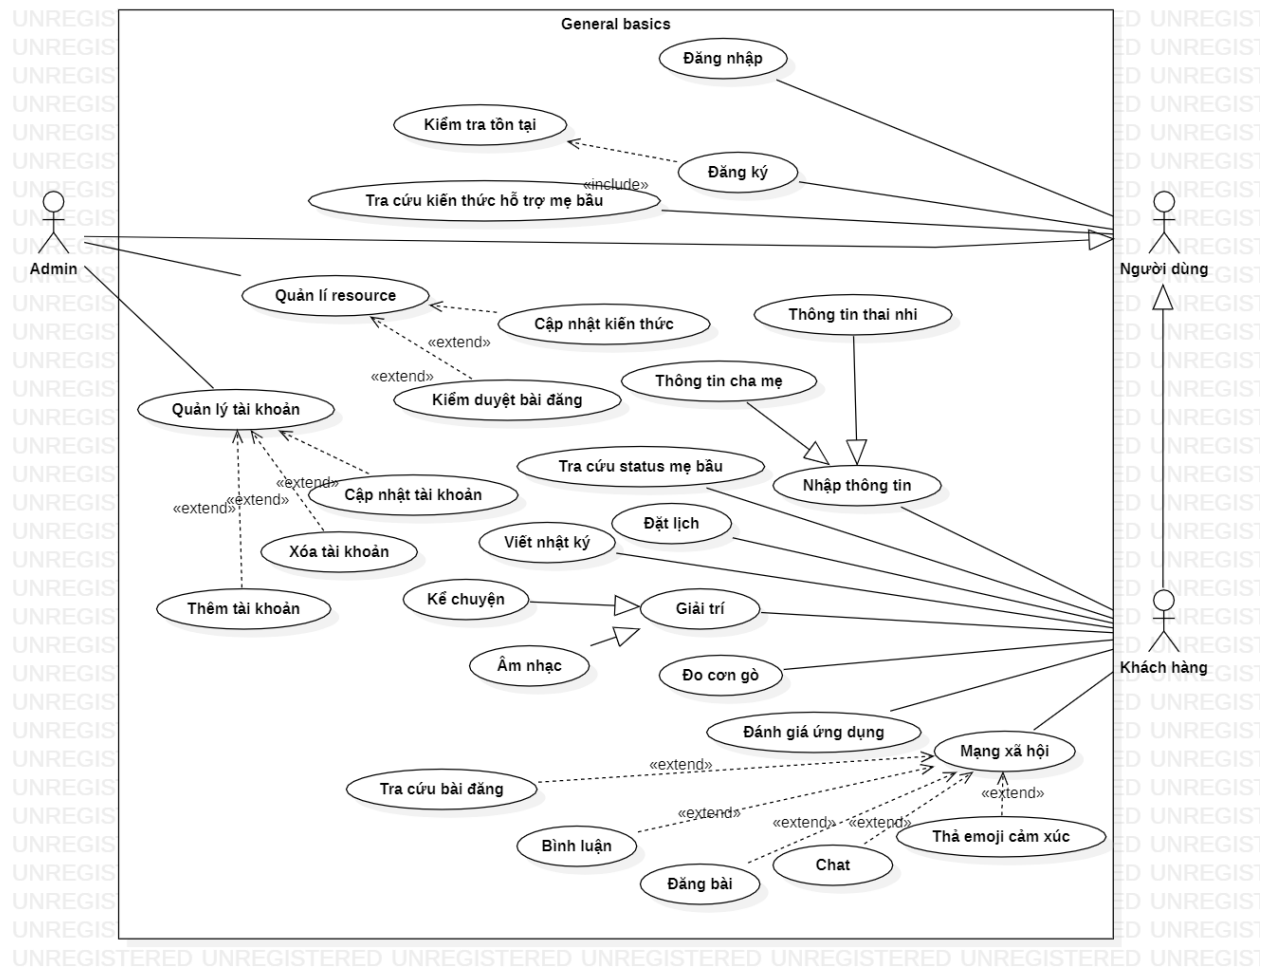 General basics
Đăng nhập
Kiểm tra tồn tại
Đăng ký
«include»
Tra cứu kiến thức hỗ trợ mẹ bầu
Admin
Người dùng
Quản lí resource
Cập nhật kiến thức
Thông tin thai nhi
«extend»
«extend»
Thông tin cha mẹ
Kiểm duyệt bài đăng
Quản lý tài khoản
Tra cứu status mẹ bầu
Nhập thông tin
«extend»
«extend»
«extend»
Cập nhật tài khoản
Đặt lịch
Viết nhật ký
Xóa tài khoản
Kể chuyện
Thêm tài khoản
Giải trí
Âm nhạc
Đo cơn gò
Khách hàng
Đánh giá ứng dụng
Mạng xã hội
«extend»
Tra cứu bài đăng
«extend»
«extend»
«extend»
«extend»
Thả emoji cảm xúc
Bình luận
Chat
Đăng bài
UNREGISTERED UNREGISTERED UNREGISTERED UNREGISTERED UNREGISTERED UNREGISTERED UNREGIST